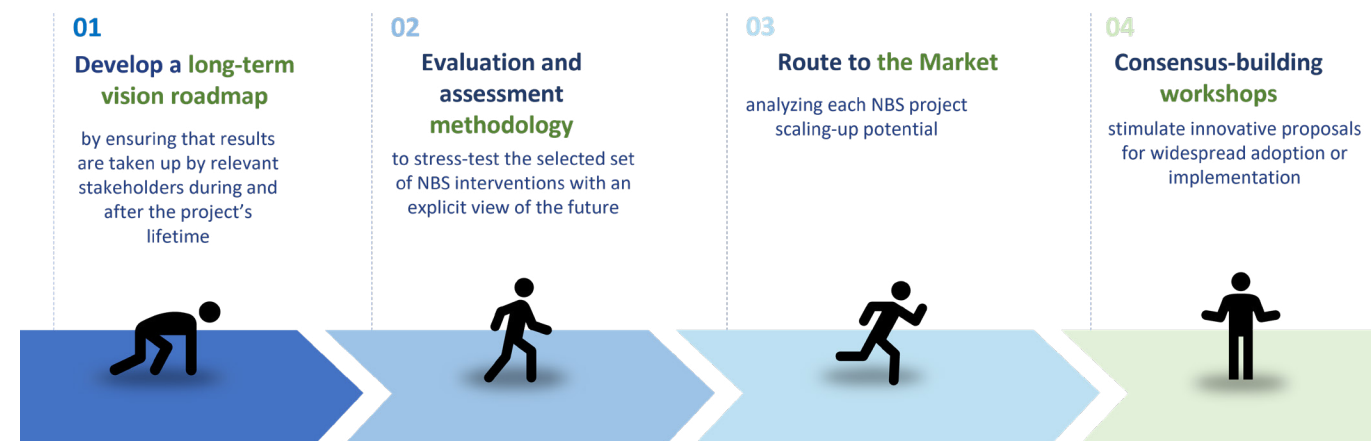 01
Develop a long-term
vision roadmap
by ensuring that results
are taken up by relevant
stakeholders during and
after the project's
lifetime
02
Evaluation and
assessment
methodology
to stress-test the selected set
of NBS interventions with an
explicit view of the future
03
Route to the Market
analyzing each NBS project
scaling-up potential
04
Consensus-building
workshops
stimulate innovative proposals
for widespread adoption or
implementation